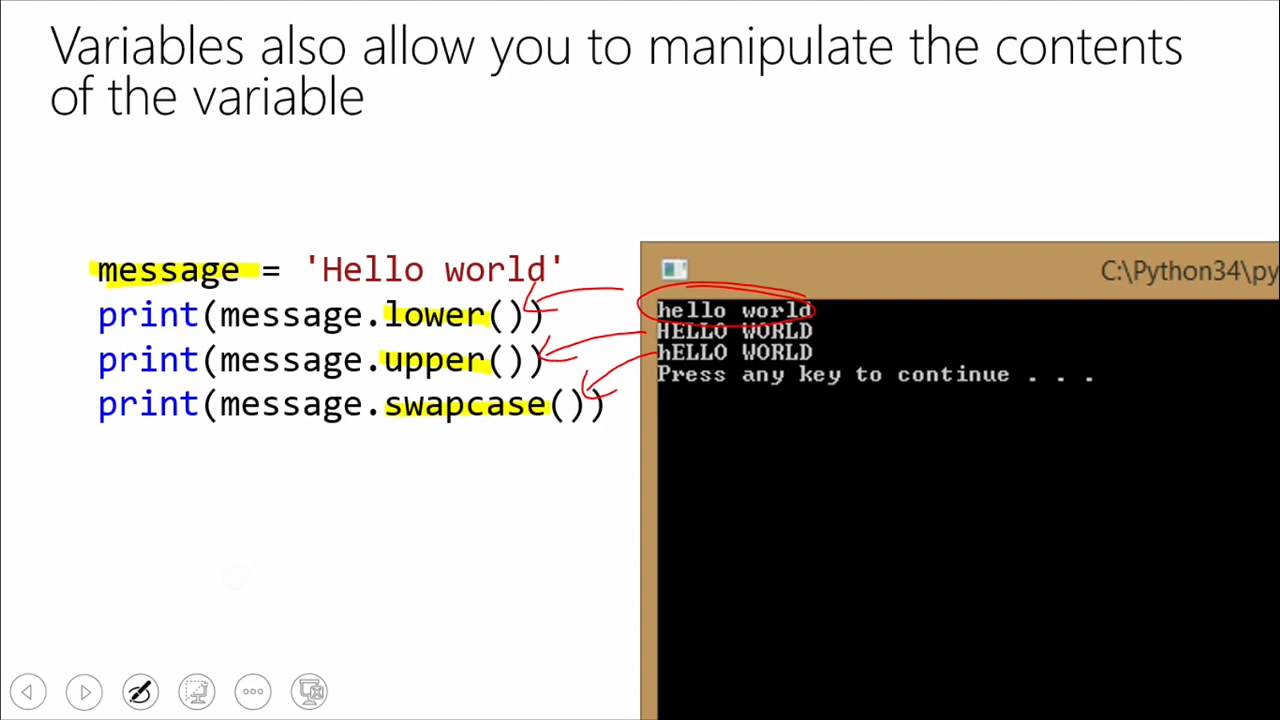 Variables also allow you to manipulate the contents
of the variable
message = 'Hello world'
print(message.lower())
print(message.upper())
print(message.swapcase())
C:\Python34\py
hello world
HELLO WORLD
hELLO WORLD
Press any key to continue . . .